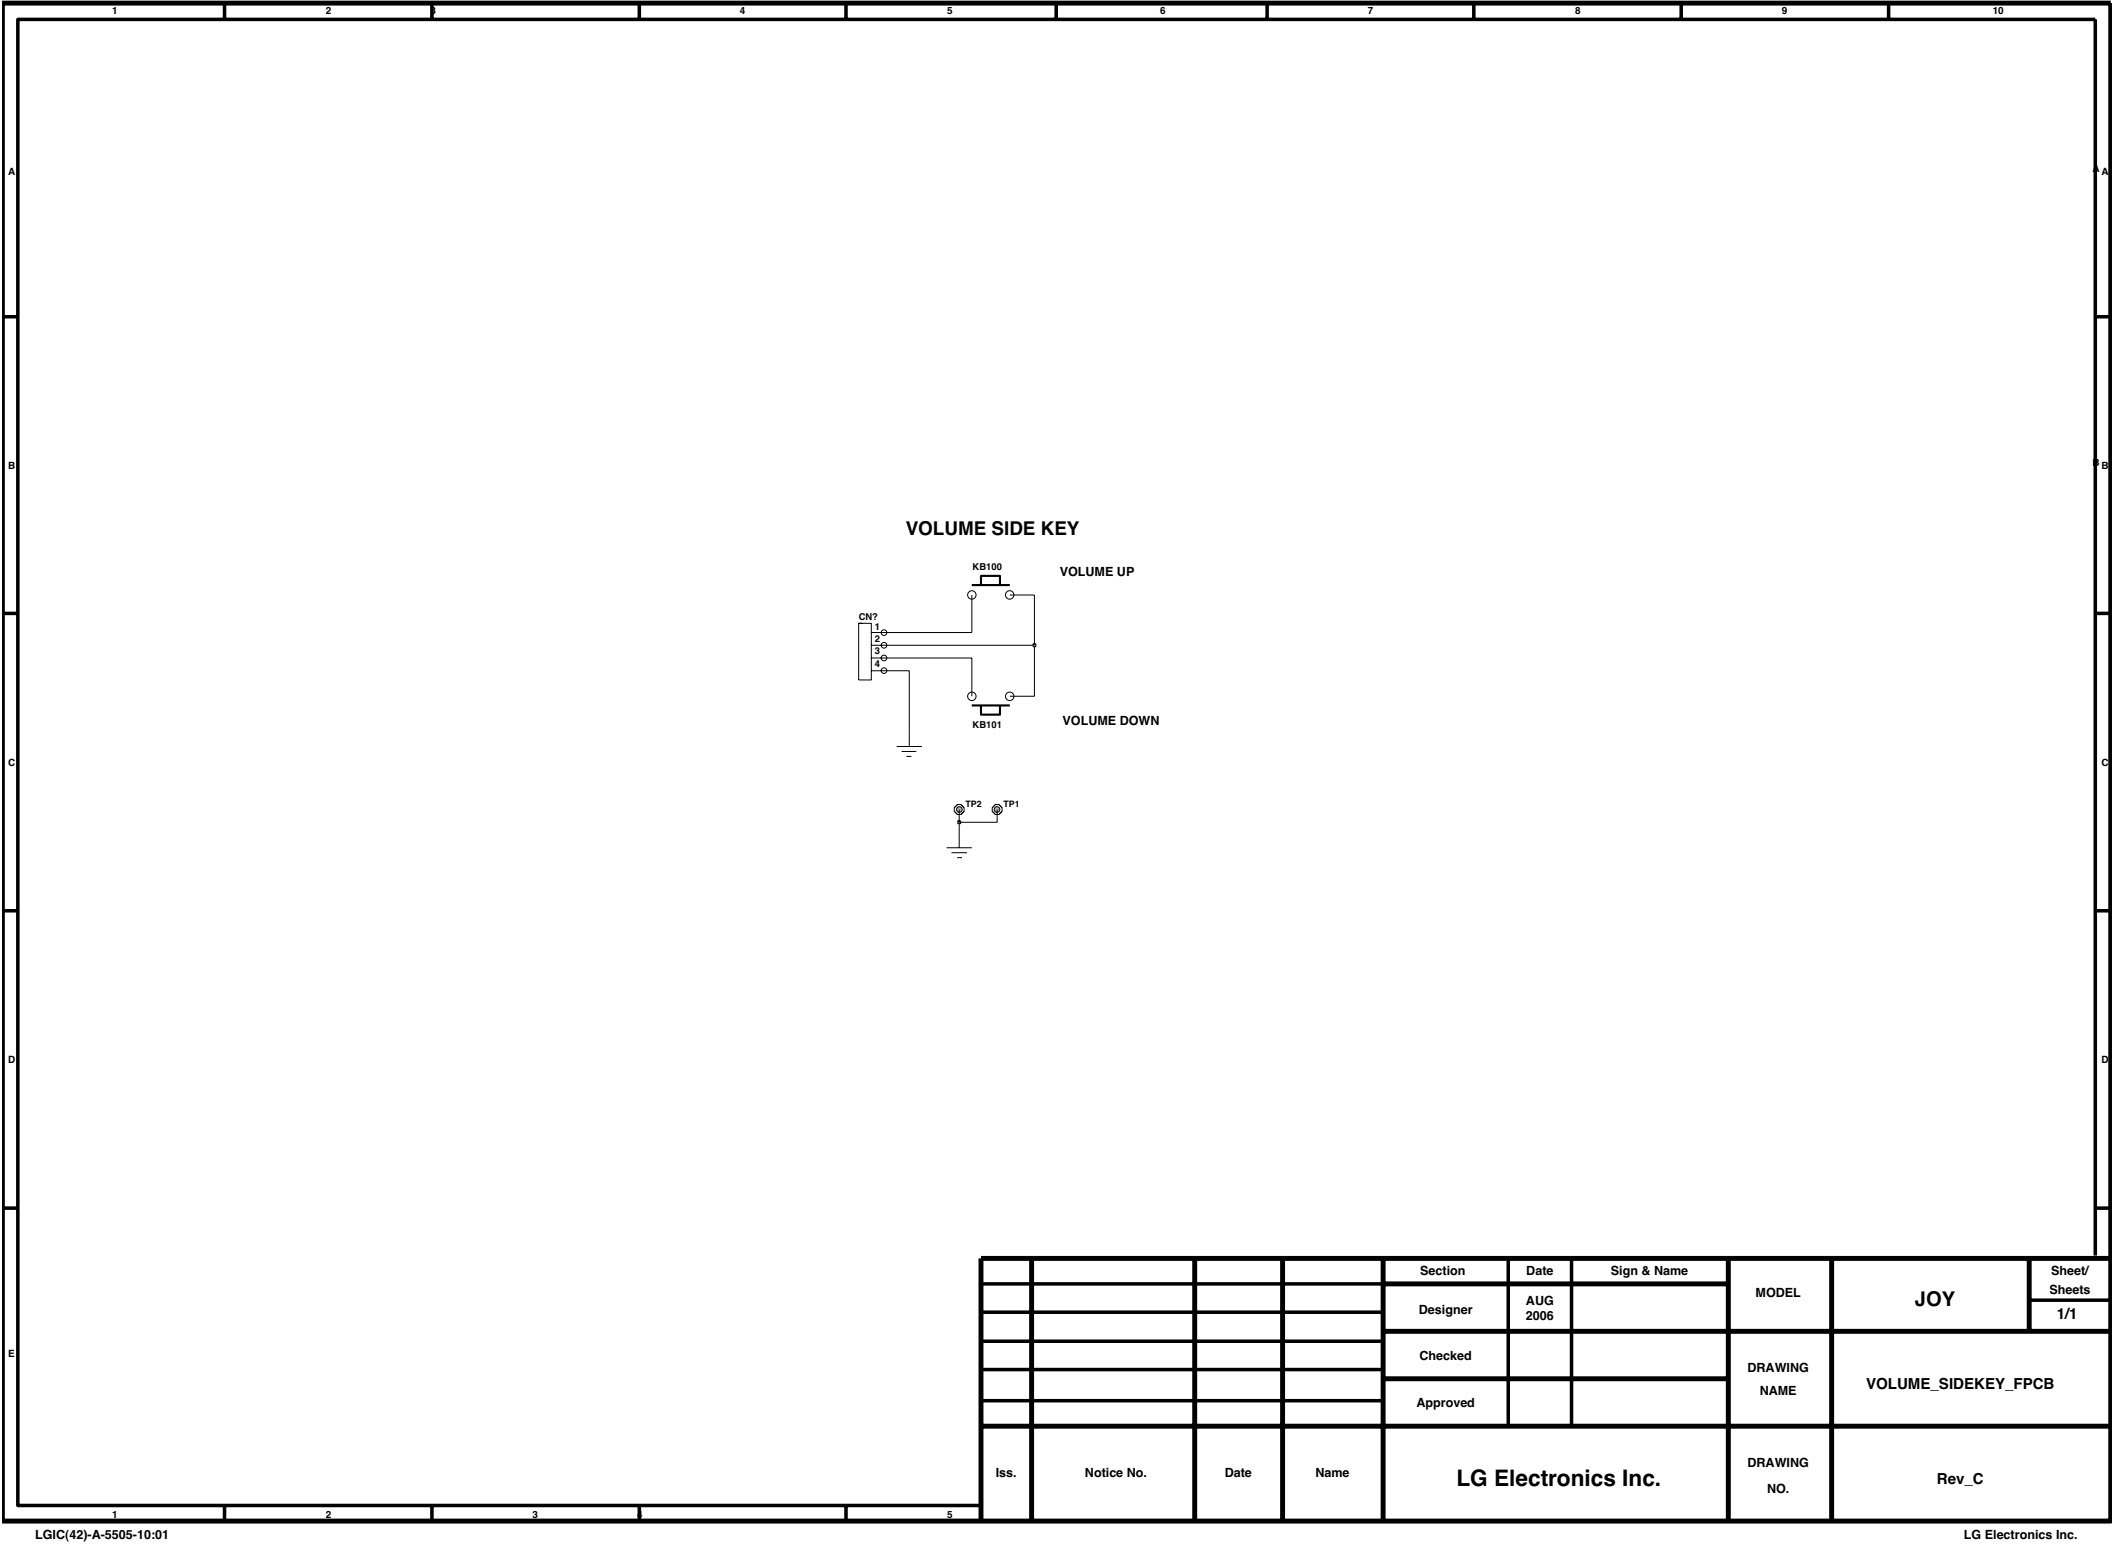 1 2 3 4 5 6 7 8 9 10
A A A
B B B
VOLUME SIDE KEY
KB100
VOLUME UP
CN?
1
2
3
4
KB101
VOLUME DOWN
C C
TP2 TP1
D D
Section Date Sign & Name
MODEL
JOY
Sheet/
Sheets
1/1
Designer
AUG
2006
E
Checked
DRAWING
NAME
VOLUME_SIDEKEY_FPCB
Approved
Iss. Notice No. Date Name
LG Electronics Inc.
DRAWING
NO.
Rev_C
1 2 3 5
LGIC(42)-A-5505-10:01
LG Electronics Inc.